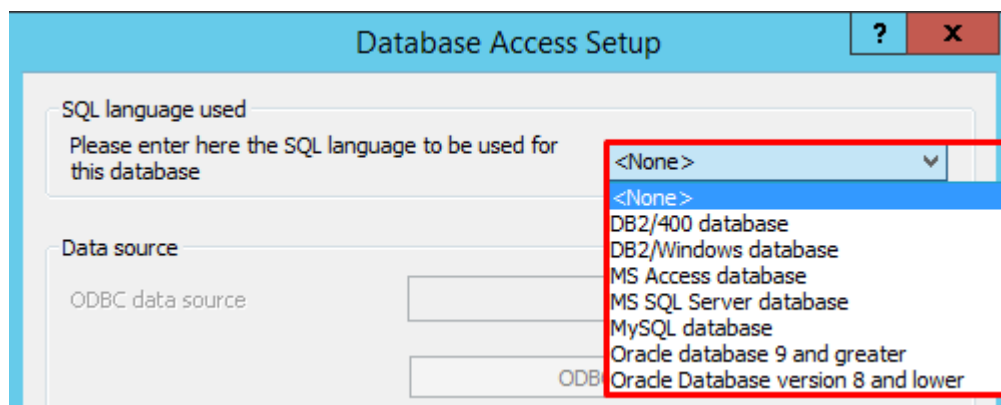 Database Access Setup
?
x
SQL language used
Please enter here the SQL language to be used for
this database
<None>
<None>
DB2/400 database
DB2/Windows database
MS Access database
MS SQL Server database
MySQL database
Oracle database 9 and greater
Oracle Database version 8 and lower
Data source
ODBC data source